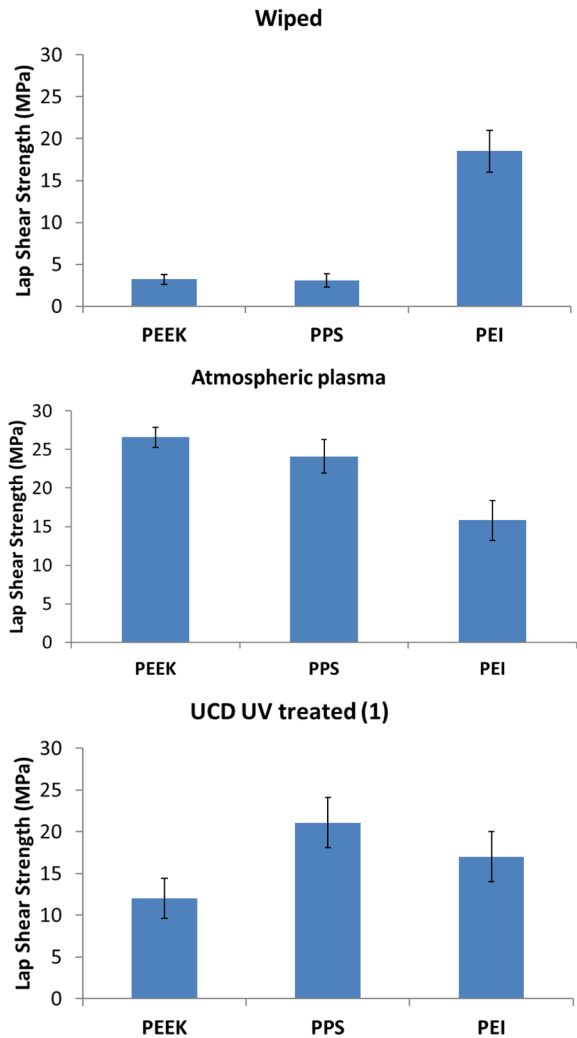 Wiped
Lap Shear Strength (MPa)
30
25
20
15
10
5
0
PEEK PPS PEI
Atmospheric plasma
Lap Shear Strength (MPa)
30
25
20
15
10
5
0
PEEK PPS PEI
UCD UV treated (1)
Lap Shear Strength (MPa)
30
25
20
15
10
5
0
PEEK PPS PEI